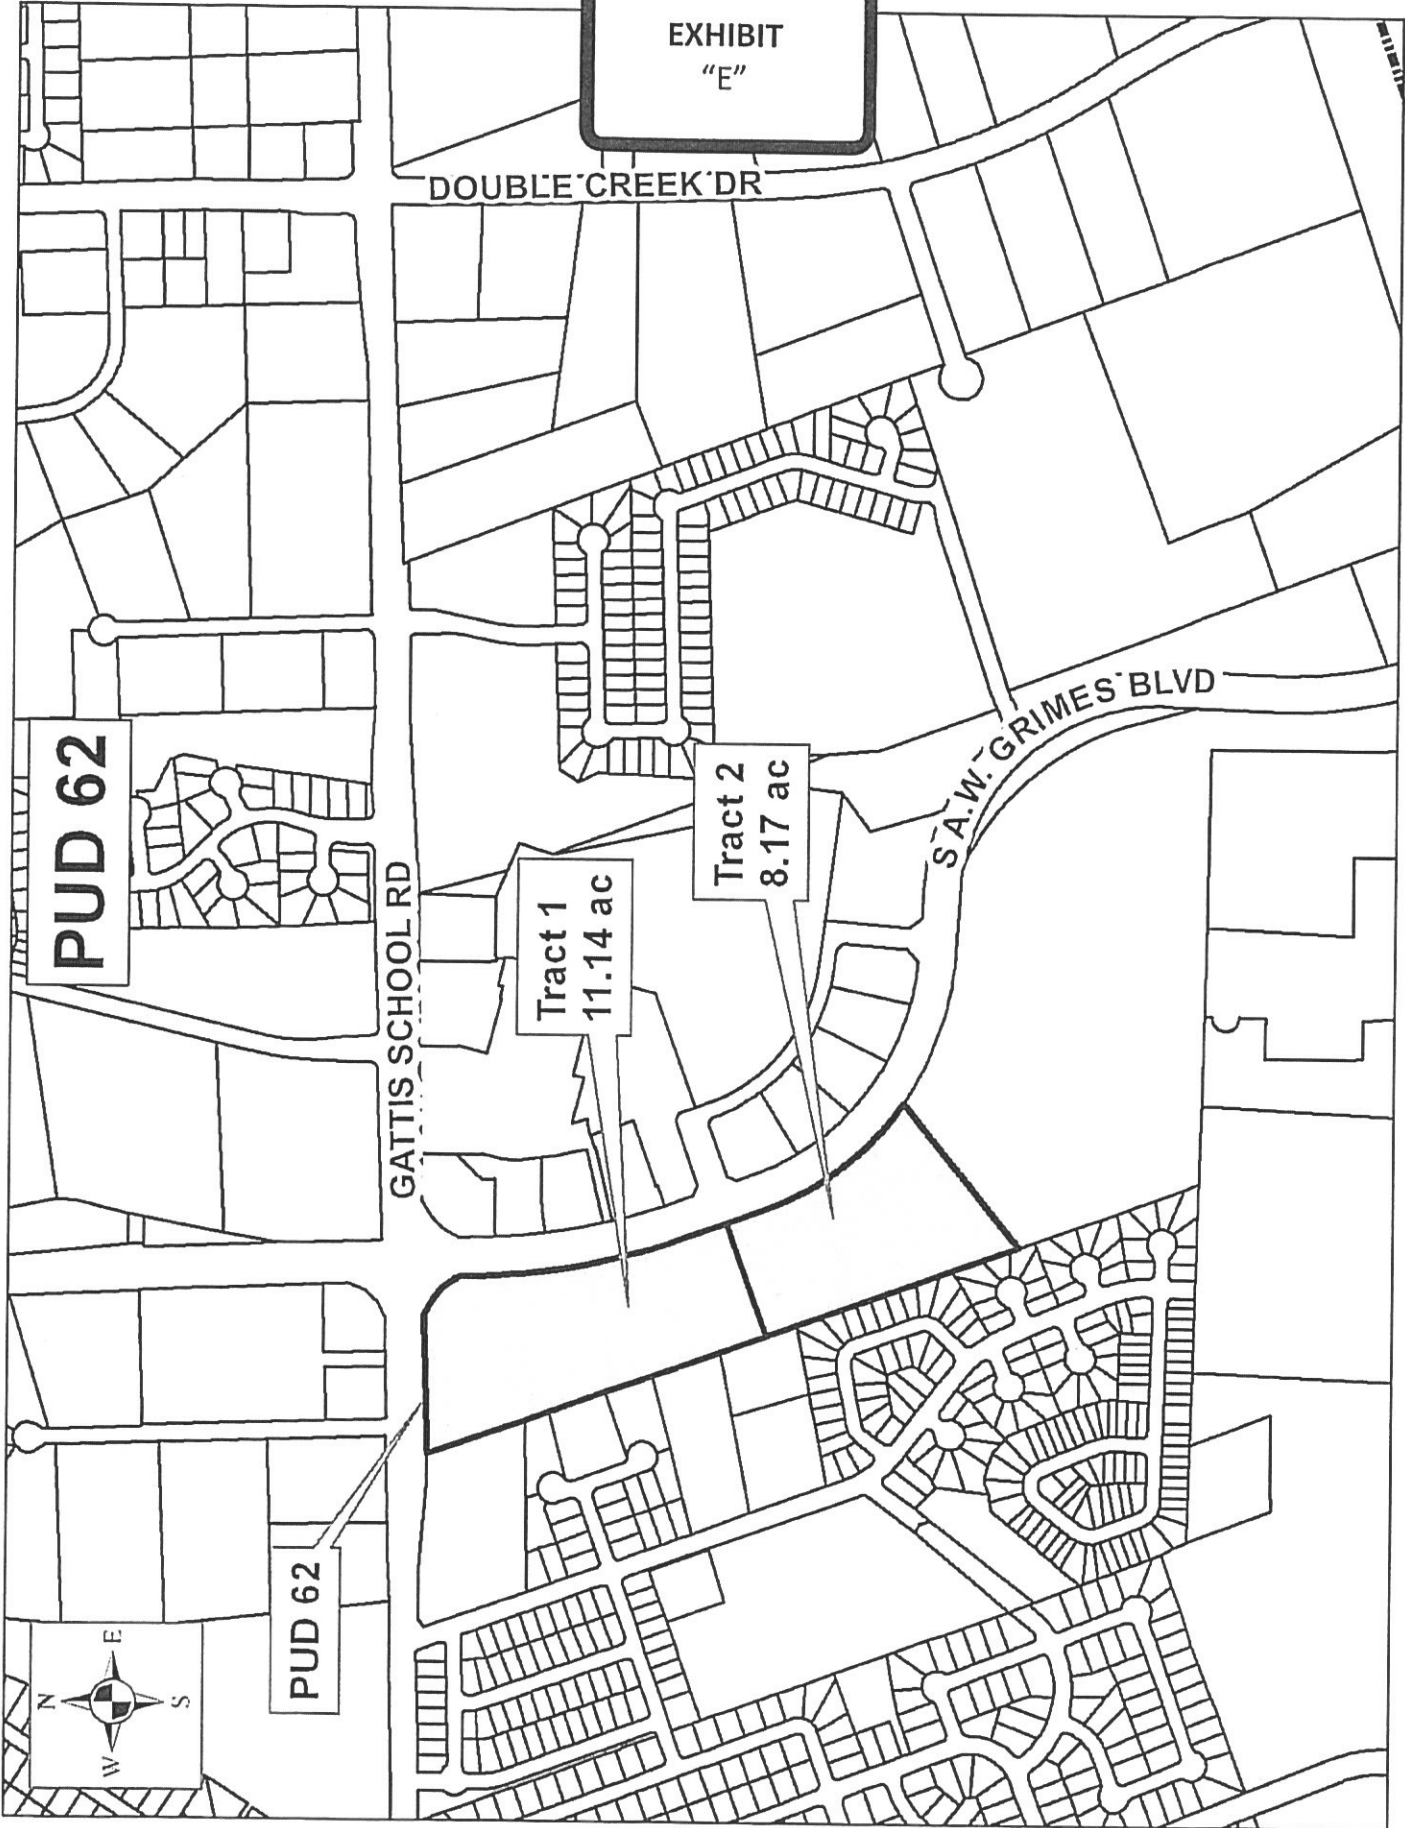 EXHIBIT
“E”
PUD 62
DOUBLE CREEK DR
GATTIS SCHOOL RD
S A.W. GRIMES BLVD
Tract 1
11.14 ac
Tract 2
8.17 ac
PUD 62
N
W
E
S